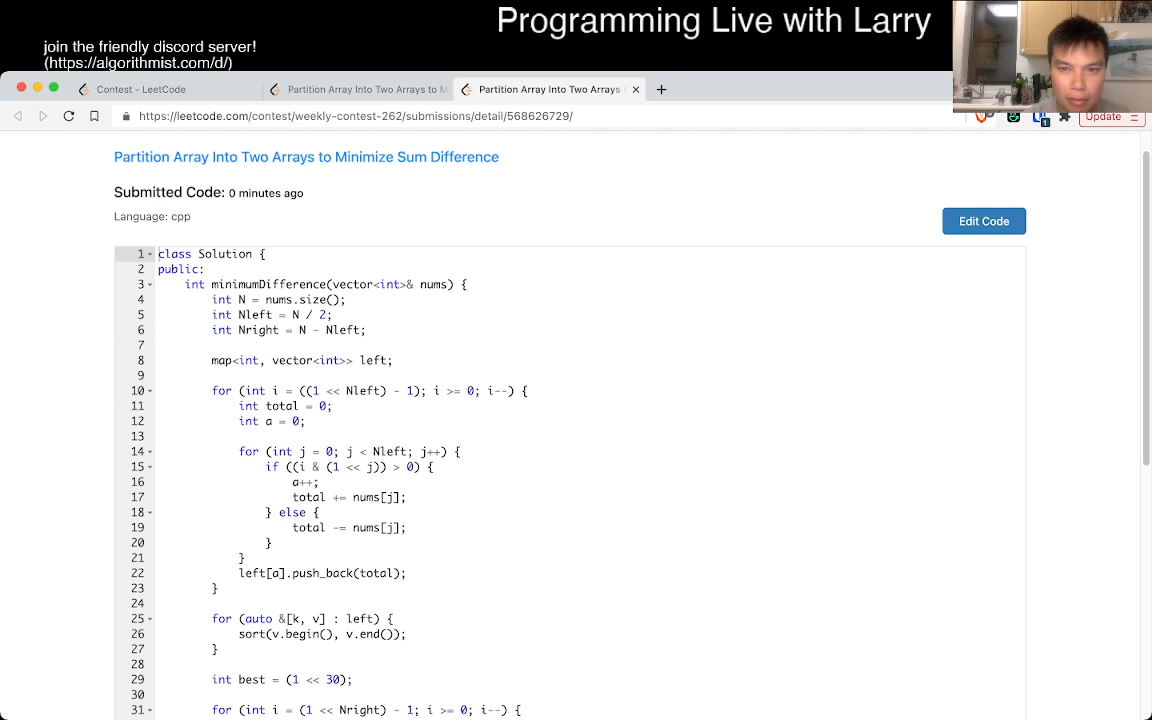 Programming Live with Larry
join the friendly discord server!
(https://algorithmist.com/d/)
Contest - LeetCode
Partition Array Into Two Arrays to M
Partition Array Into Two Arrays
https://leetcode.com/contest/weekly-contest-262/submissions/detail/568626729/
Update
Partition Array Into Two Arrays to Minimize Sum Difference
Submitted Code: 0 minutes ago
Language: cpp
Edit Code
1 class Solution {
2 public:
3 int minimumDifference(vector<int>& nums) {
4 int N = nums.size();
5 int Nleft = N / 2;
6 int Nright = N - Nleft;
7
8 map<int, vector<int>> left;
9
10 for (int i = ((1 << Nleft) - 1); i >= 0; i--) {
11 int total = 0;
12 int a = 0;
13
14 for (int j = 0; j < Nleft; j++) {
15 if ((i & (1 << j)) > 0) {
16 a++;
17 total += nums[j];
18 } else {
19 total -= nums[j];
20 }
21 }
22 left[a].push_back(total);
23 }
24
25 for (auto &[k, v] : left) {
26 sort(v.begin(), v.end());
27 }
28
29 int best = (1 << 30);
30
31 for (int i = (1 << Nright) - 1; i >= 0; i--) {